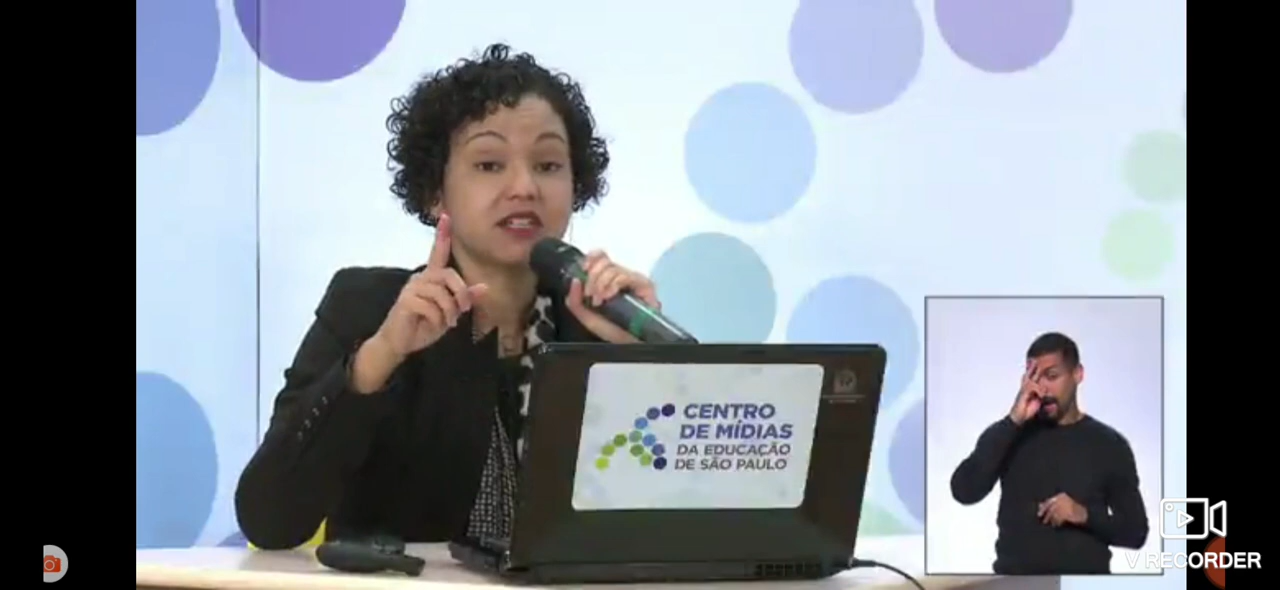 CENTRO
DE MÍDIAS
DA EDUCAÇÃO
DE SÃO PAULO
V RECORDER